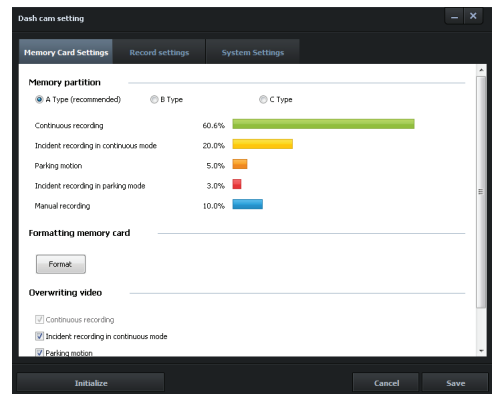 Dash cam setting
Memory Card Settings Record settings System Settings
Memory partition
A Type (recommended) B Type C Type
Continuous recording 60.6%
Incident recording in continuous mode 20.0%
Parking motion 5.0%
Incident recording in parking mode 3.0%
Manual recording 10.0%
Formatting memory card
Format
Overwriting video
Continuous recording
Incident recording in continuous mode
Parking motion
Initialize Cancel Save